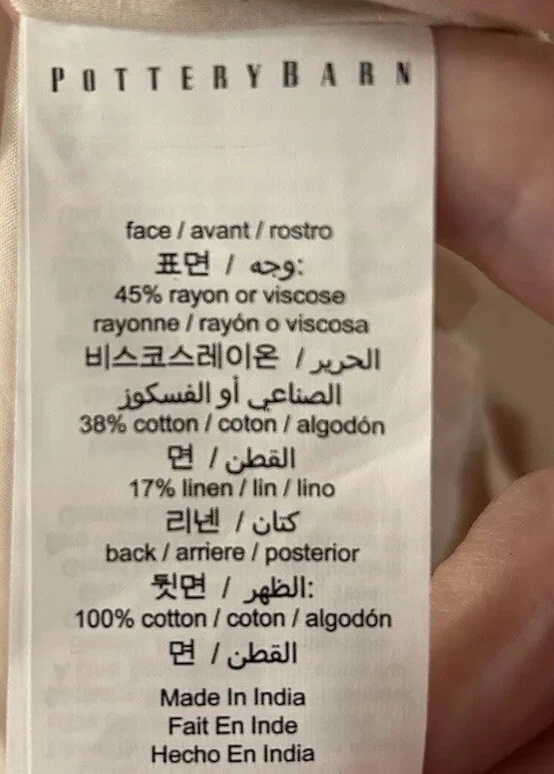 POTTERY BARN
face / avant / rostro
표면 / وجه:
45% rayon or viscose
rayonne / rayón o viscosa
비스코스레이온 / الحرير
الصناعي أو الفسكوز
38% cotton / coton / algodón
면 / القطن
17% linen / lin / lino
리넨 / كتان
back / arriere / posterior
뒷면 / الظهر:
100% cotton / coton / algodón
면 / القطن
Made In India
Fait En Inde
Hecho En India